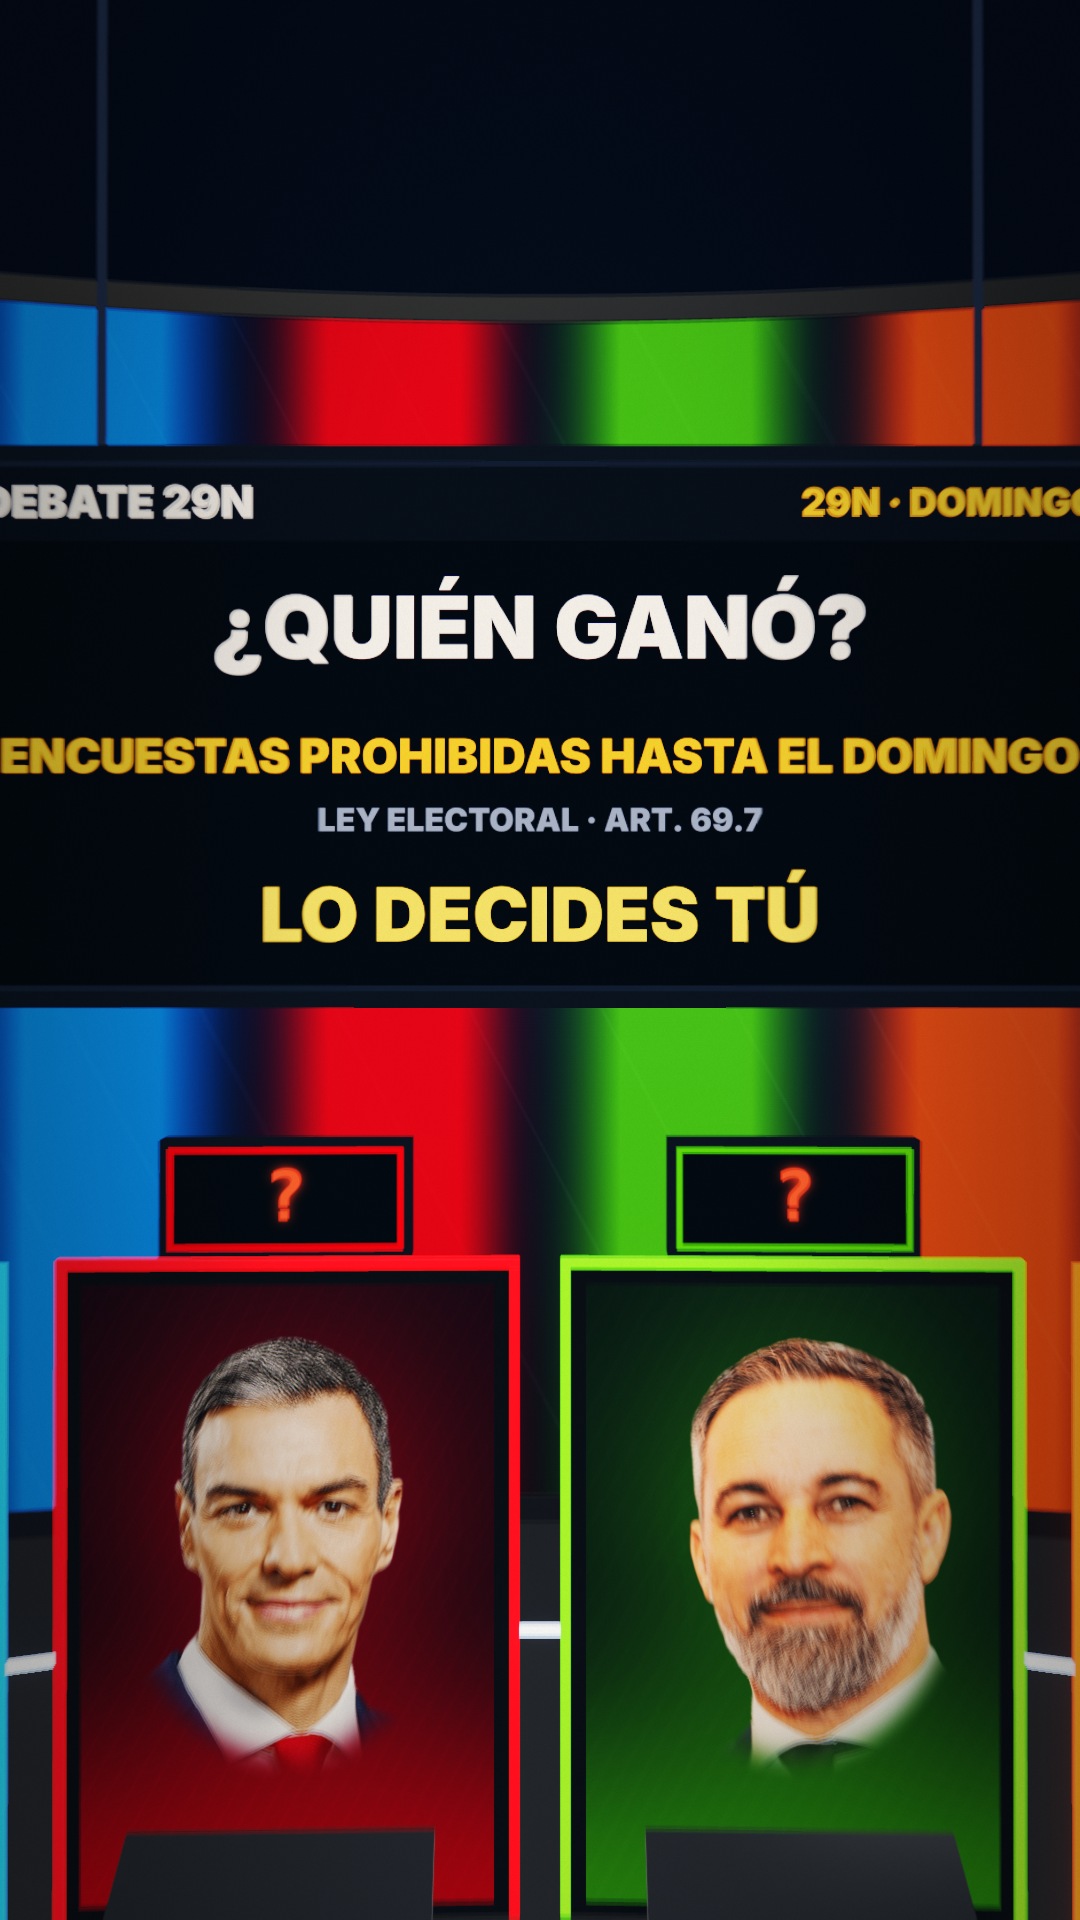 DEBATE 29N
29N · DOMINGO
¿QUIÉN GANÓ?
ENCUESTAS PROHIBIDAS HASTA EL DOMINGO
LEY ELECTORAL · ART. 69.7
LO DECIDES TÚ
?
?